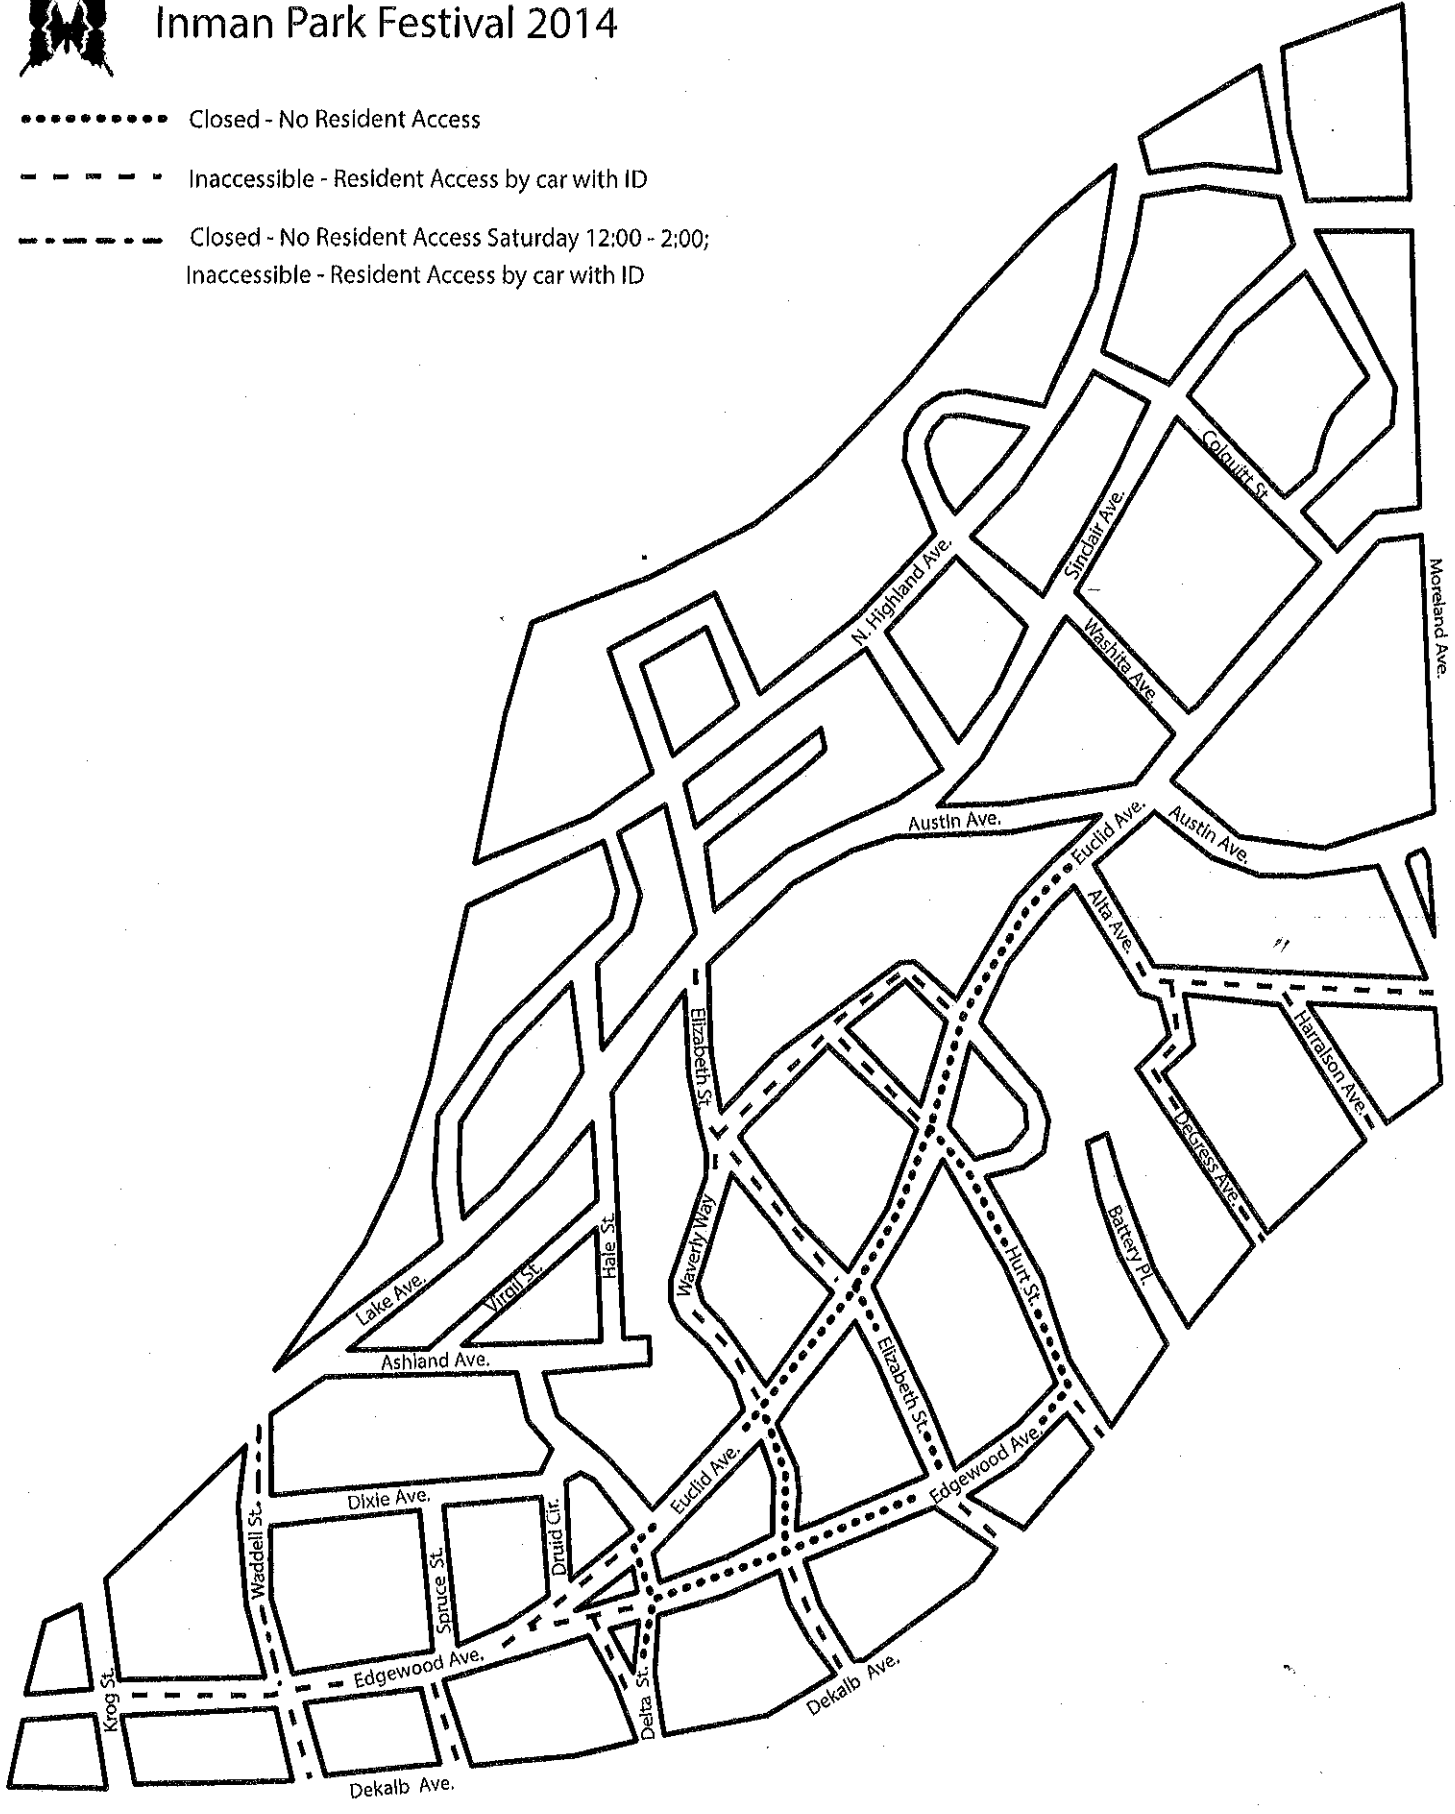 Inman Park Festival 2014
Closed - No Resident Access
Inaccessible - Resident Access by car with ID
Closed - No Resident Access Saturday 12:00 - 2:00;
Inaccessible - Resident Access by car with ID
Colquitt St
Sinclair Ave.
N. Highland Ave.
Moreland Ave.
Washita Ave.
Austin Ave.
Euclid Ave.
Austin Ave.
Alta Ave.
Elizabeth St.
Harralson Ave.
DeGress Ave.
Waverly Way
Battery Pl.
Hale St.
Hurt St.
Lake Ave.
Virgil St.
Ashland Ave.
Elizabeth St.
Euclid Ave.
Edgewood Ave.
Dixie Ave.
Waddell St.
Druid Cir.
Spruce St.
Edgewood Ave.
Krog St.
Delta St.
Dekalb Ave.
Dekalb Ave.